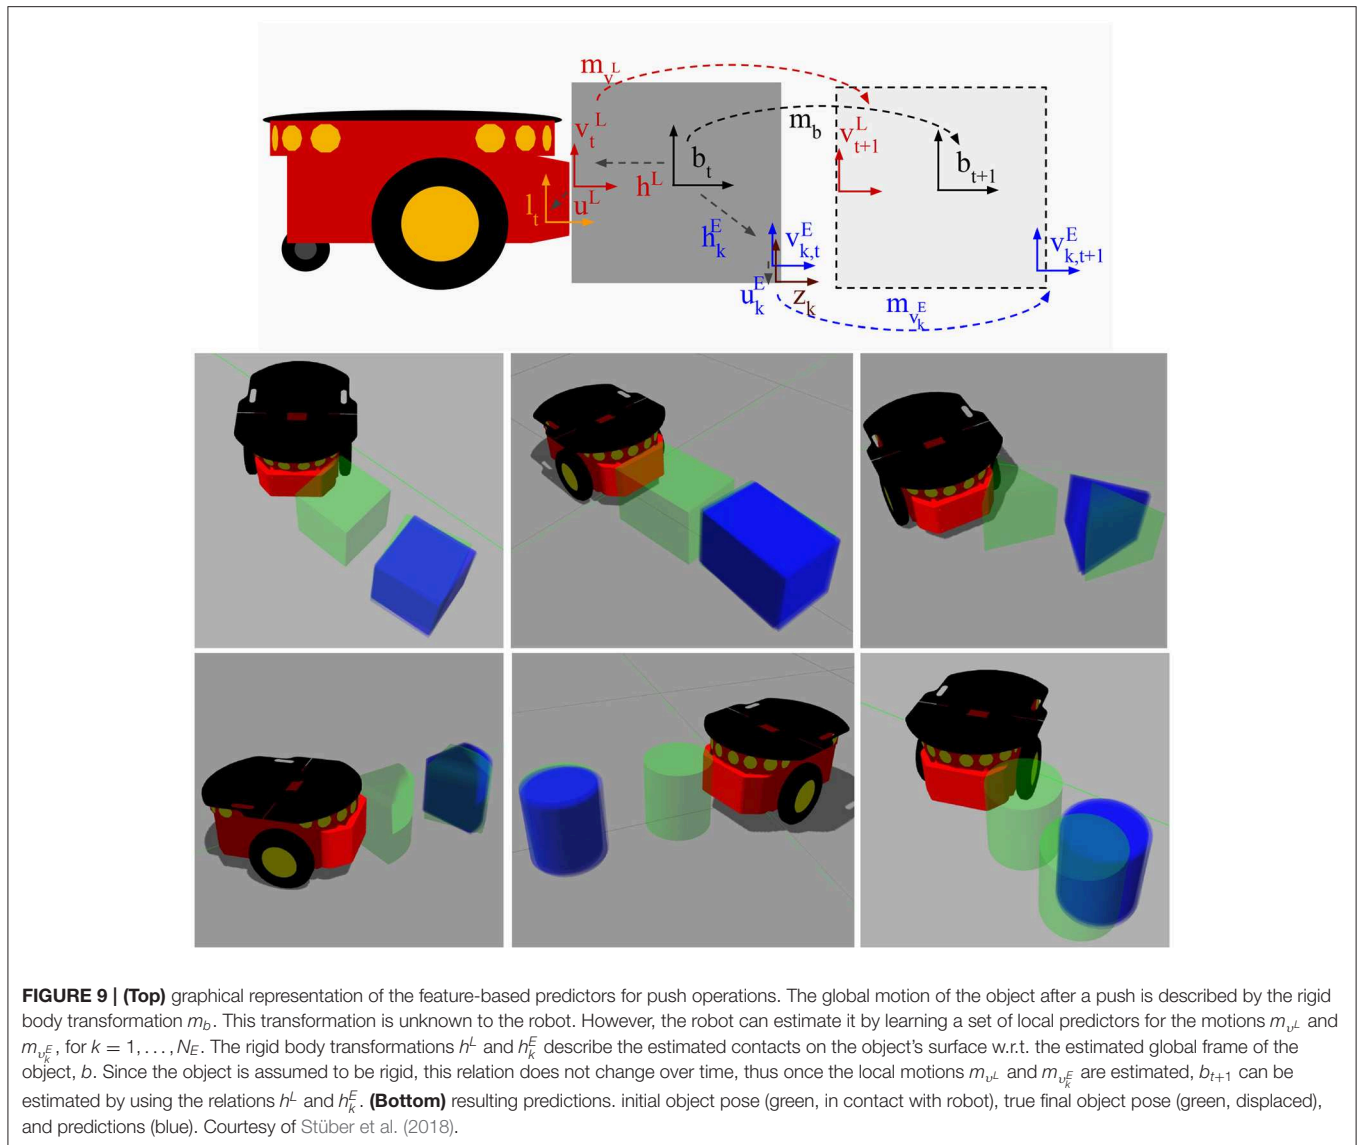 m_{v^L}
m_b
v_t^L
b_t
v_{t+1}^L
b_{t+1}
h^L
u^L
l_t
h_k^E
v_{k,t}^E
v_{k,t+1}^E
u_k^E
z_k
m_{v_k^E}
FIGURE 9 | (Top) graphical representation of the feature-based predictors for push operations. The global motion of the object after a push is described by the rigid
body transformation m_b. This transformation is unknown to the robot. However, the robot can estimate it by learning a set of local predictors for the motions m_{υ^L} and
m_{υ_k^E}, for k = 1, . . . , N_E. The rigid body transformations h^L and h_k^E describe the estimated contacts on the object's surface w.r.t. the estimated global frame of the
object, b. Since the object is assumed to be rigid, this relation does not change over time, thus once the local motions m_{υ^L} and m_{υ_k^E} are estimated, b_{t+1} can be
estimated by using the relations h^L and h_k^E. (Bottom) resulting predictions. initial object pose (green, in contact with robot), true final object pose (green, displaced),
and predictions (blue). Courtesy of Stüber et al. (2018).